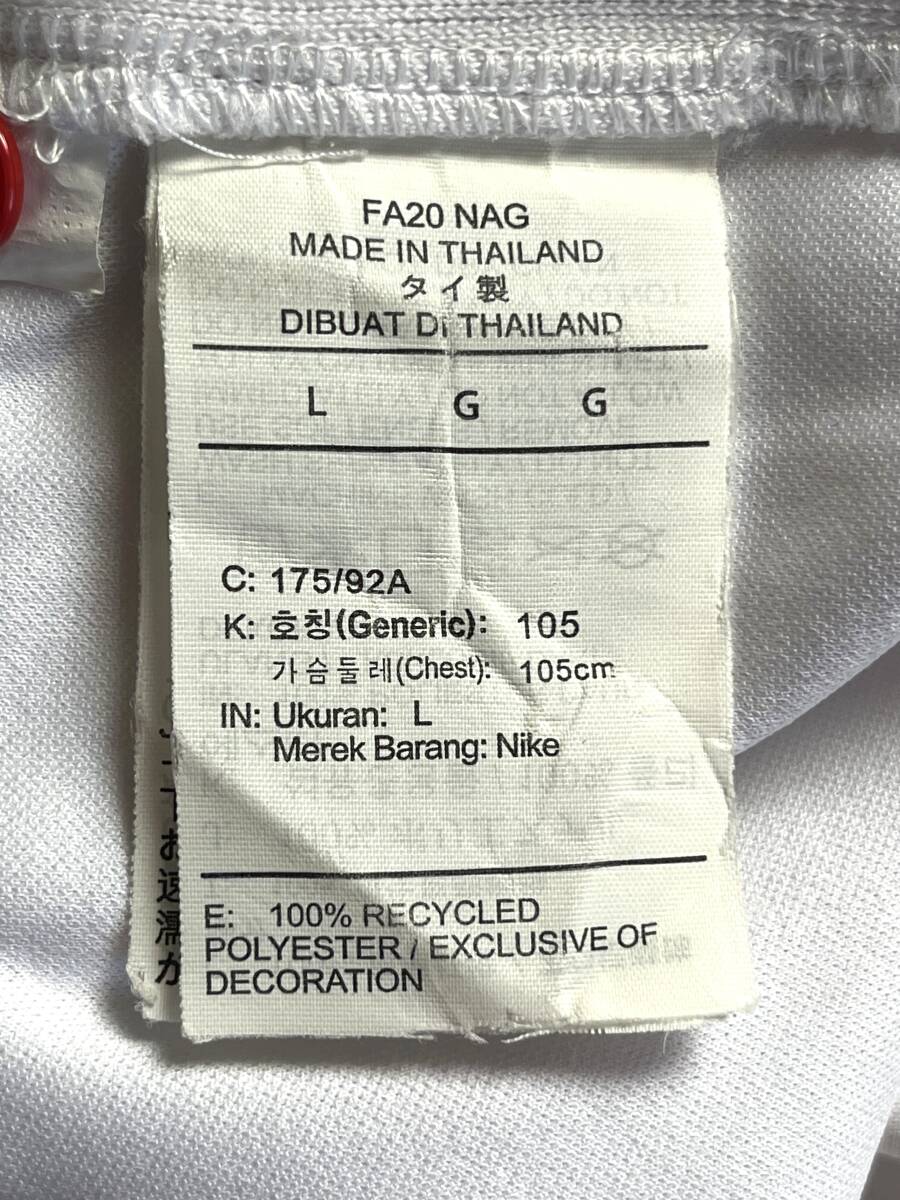 FA20 NAG
MADE IN THAILAND
タイ製
DIBUAT Di THAILAND
L G G
C: 175/92A
K: 호칭(Generic): 105
가슴둘레(Chest): 105cm
IN: Ukuran: L
Merek Barang: Nike
E: 100% RECYCLED
POLYESTER / EXCLUSIVE OF
DECORATION